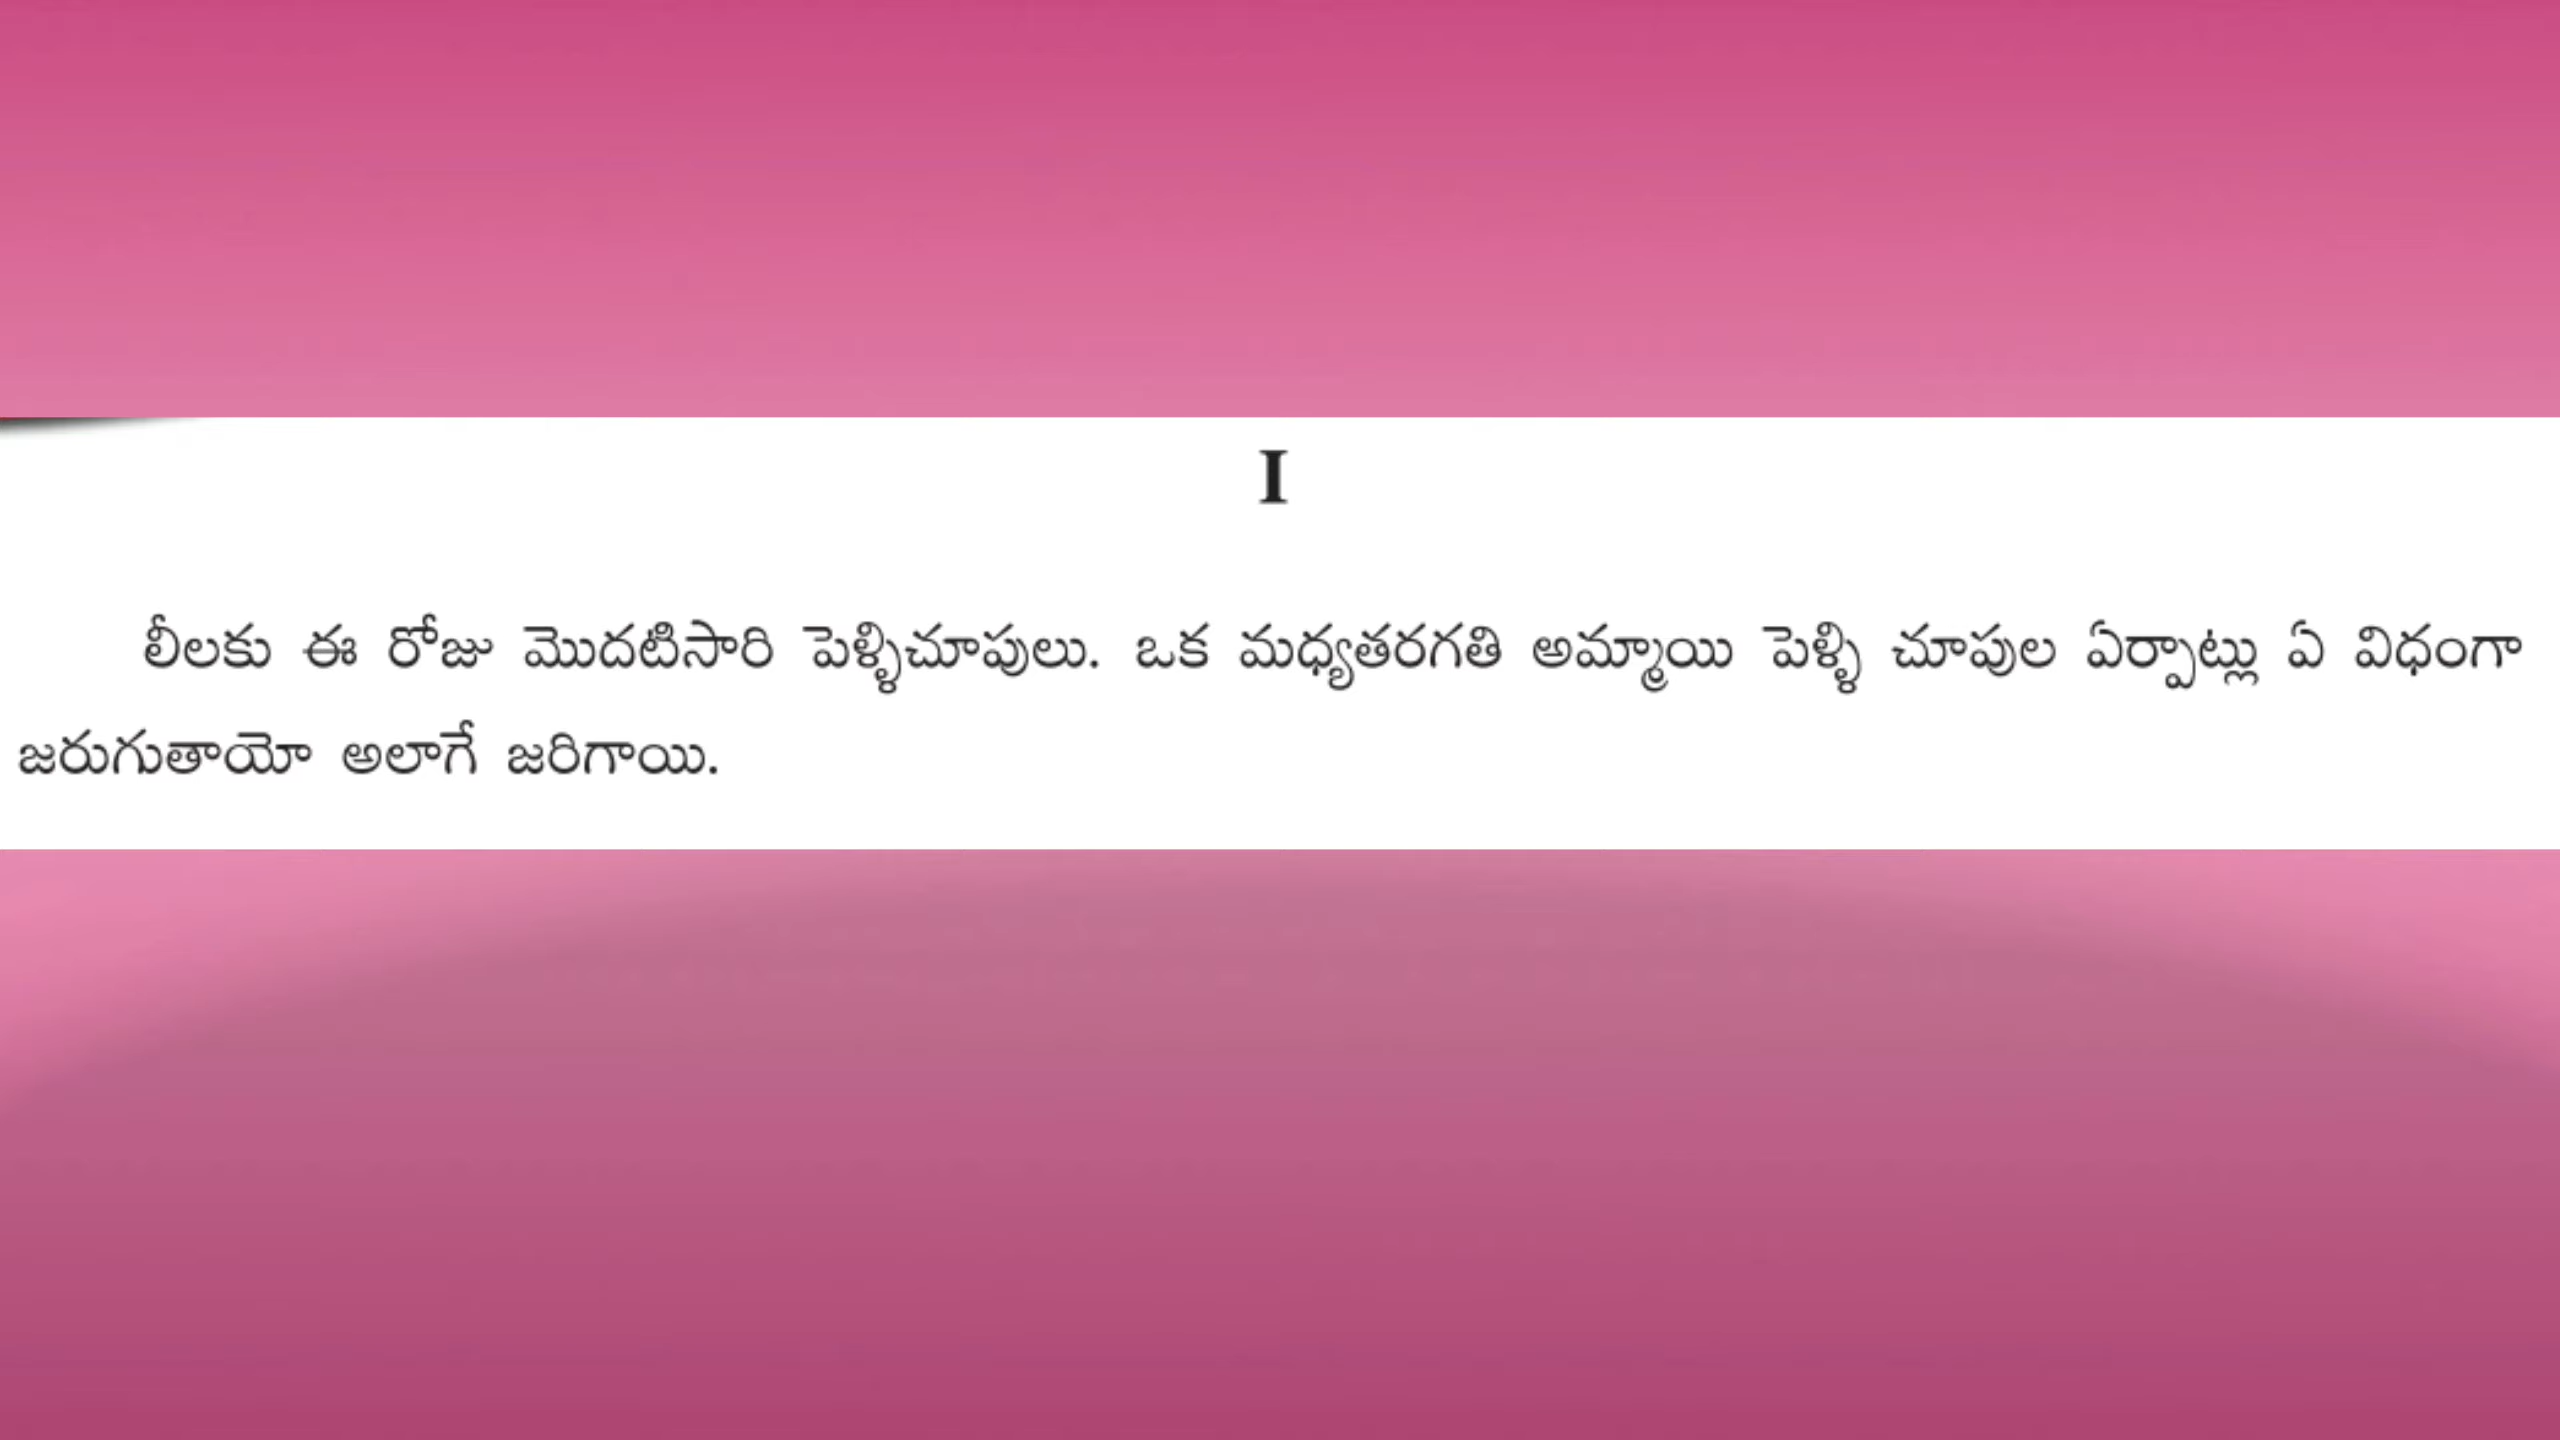 I
లీలకు ఈ రోజు మొదటిసారి పెళ్ళిచూపులు. ఒక మధ్యతరగతి అమ్మాయి పెళ్ళి చూపుల ఏర్పాట్లు ఏ విధంగా
జరుగుతాయో అలాగే జరిగాయి.